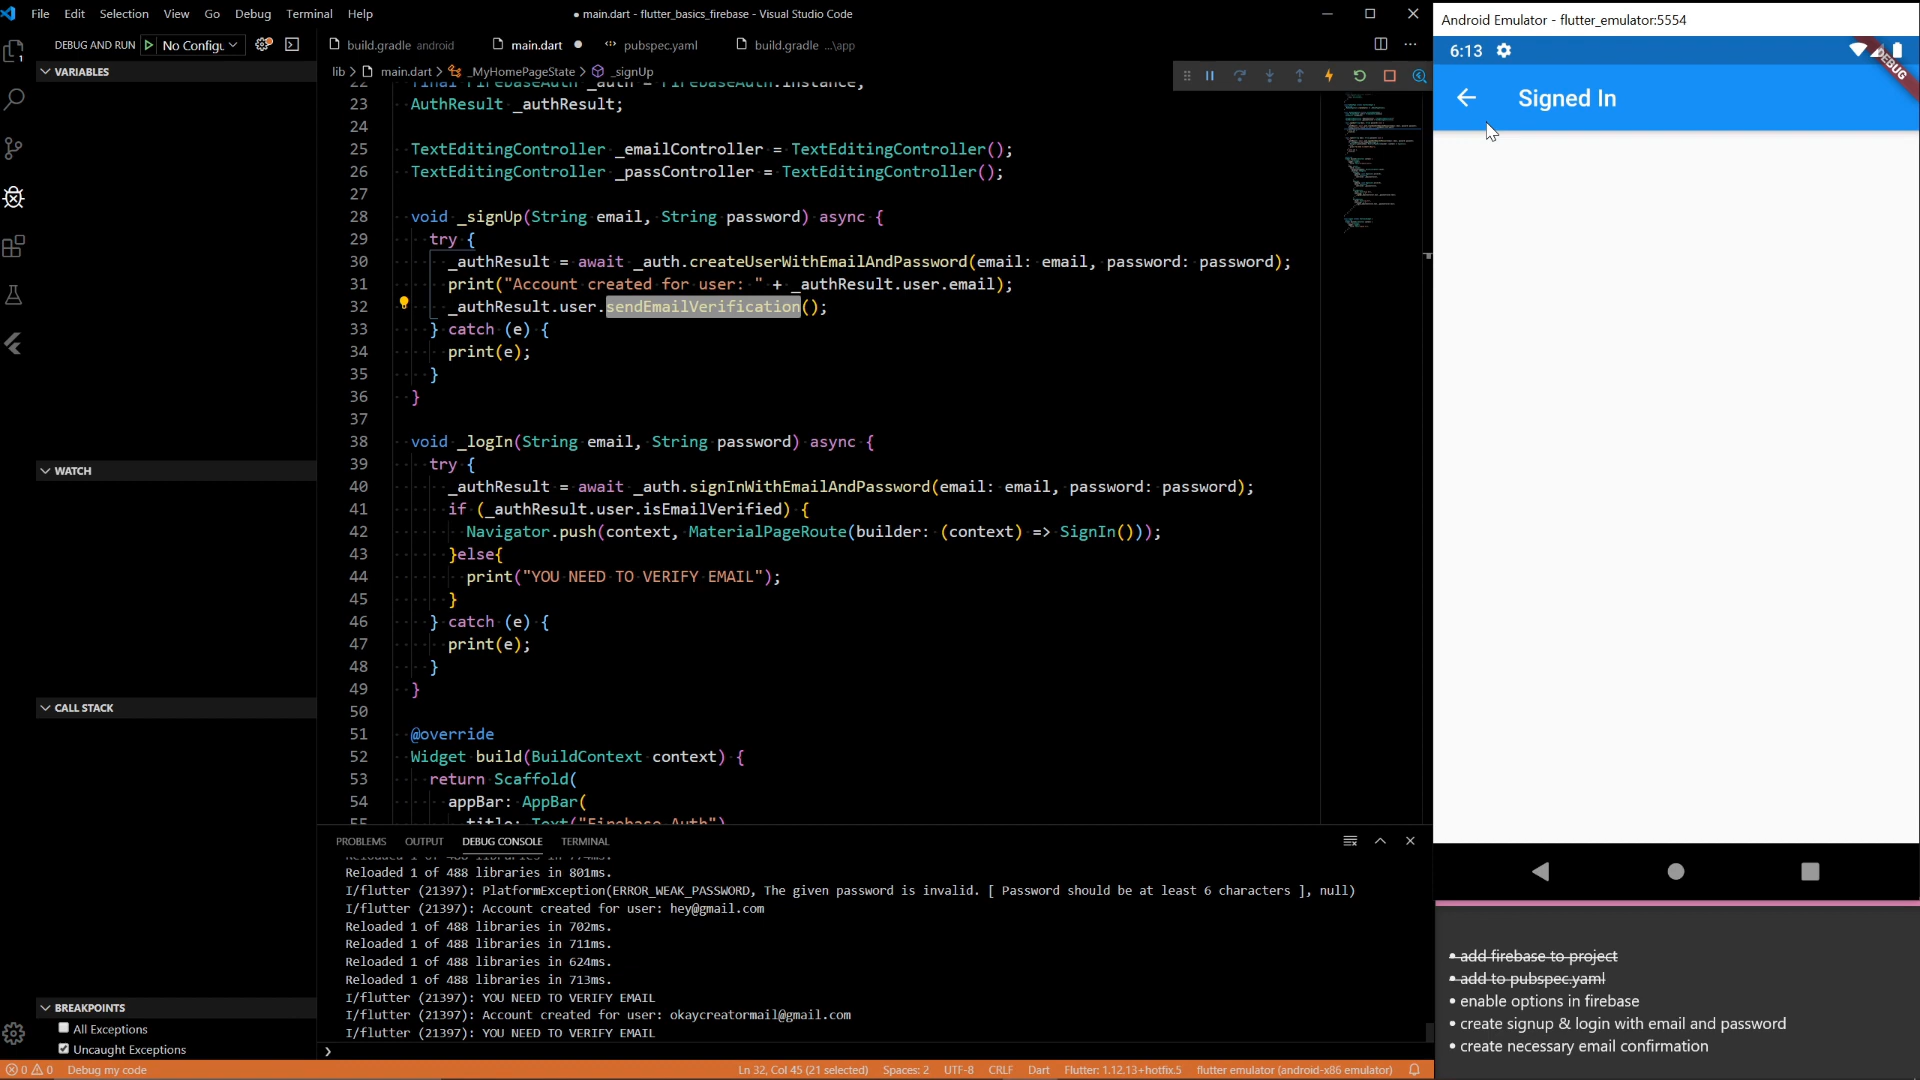 File Edit Selection View Go Debug Terminal Help
● main.dart - flutter_basics_firebase - Visual Studio Code
DEBUG AND RUN No Configu
VARIABLES
WATCH
CALL STACK
BREAKPOINTS
All Exceptions
Uncaught Exceptions
build.gradle android main.dart pubspec.yaml build.gradle ...\app
lib > main.dart > _MyHomePageState > _signUp
22 final FirebaseAuth _auth = FirebaseAuth.instance;
23 AuthResult _authResult;
24
25 TextEditingController _emailController = TextEditingController();
26 TextEditingController _passController = TextEditingController();
27
28 void _signUp(String email, String password) async {
29 try {
30 _authResult = await _auth.createUserWithEmailAndPassword(email: email, password: password);
31 print("Account created for user: " + _authResult.user.email);
32 _authResult.user.sendEmailVerification();
33 } catch (e) {
34 print(e);
35 }
36 }
37
38 void _logIn(String email, String password) async {
39 try {
40 _authResult = await _auth.signInWithEmailAndPassword(email: email, password: password);
41 if (_authResult.user.isEmailVerified) {
42 Navigator.push(context, MaterialPageRoute(builder: (context) => SignIn()));
43 }else{
44 print("YOU NEED TO VERIFY EMAIL");
45 }
46 } catch (e) {
47 print(e);
48 }
49 }
50
51 @override
52 Widget build(BuildContext context) {
53 return Scaffold(
54 appBar: AppBar(
55 title: Text("Firebase Auth")
PROBLEMS OUTPUT DEBUG CONSOLE TERMINAL
Reloaded 1 of 488 libraries in 774ms.
Reloaded 1 of 488 libraries in 801ms.
I/flutter (21397): PlatformException(ERROR_WEAK_PASSWORD, The given password is invalid. [ Password should be at least 6 characters ], null)
I/flutter (21397): Account created for user: hey@gmail.com
Reloaded 1 of 488 libraries in 702ms.
Reloaded 1 of 488 libraries in 711ms.
Reloaded 1 of 488 libraries in 624ms.
Reloaded 1 of 488 libraries in 713ms.
I/flutter (21397): YOU NEED TO VERIFY EMAIL
I/flutter (21397): Account created for user: okaycreatormail@gmail.com
I/flutter (21397): YOU NEED TO VERIFY EMAIL
0 0 Debug my code
Ln 32, Col 45 (21 selected) Spaces: 2 UTF-8 CRLF Dart Flutter: 1.12.13+hotfix.5 flutter emulator (android-x86 emulator)
Android Emulator - flutter_emulator:5554
6:13
DEBUG
Signed In
• add firebase to project
• add to pubspec.yaml
• enable options in firebase
• create signup & login with email and password
• create necessary email confirmation